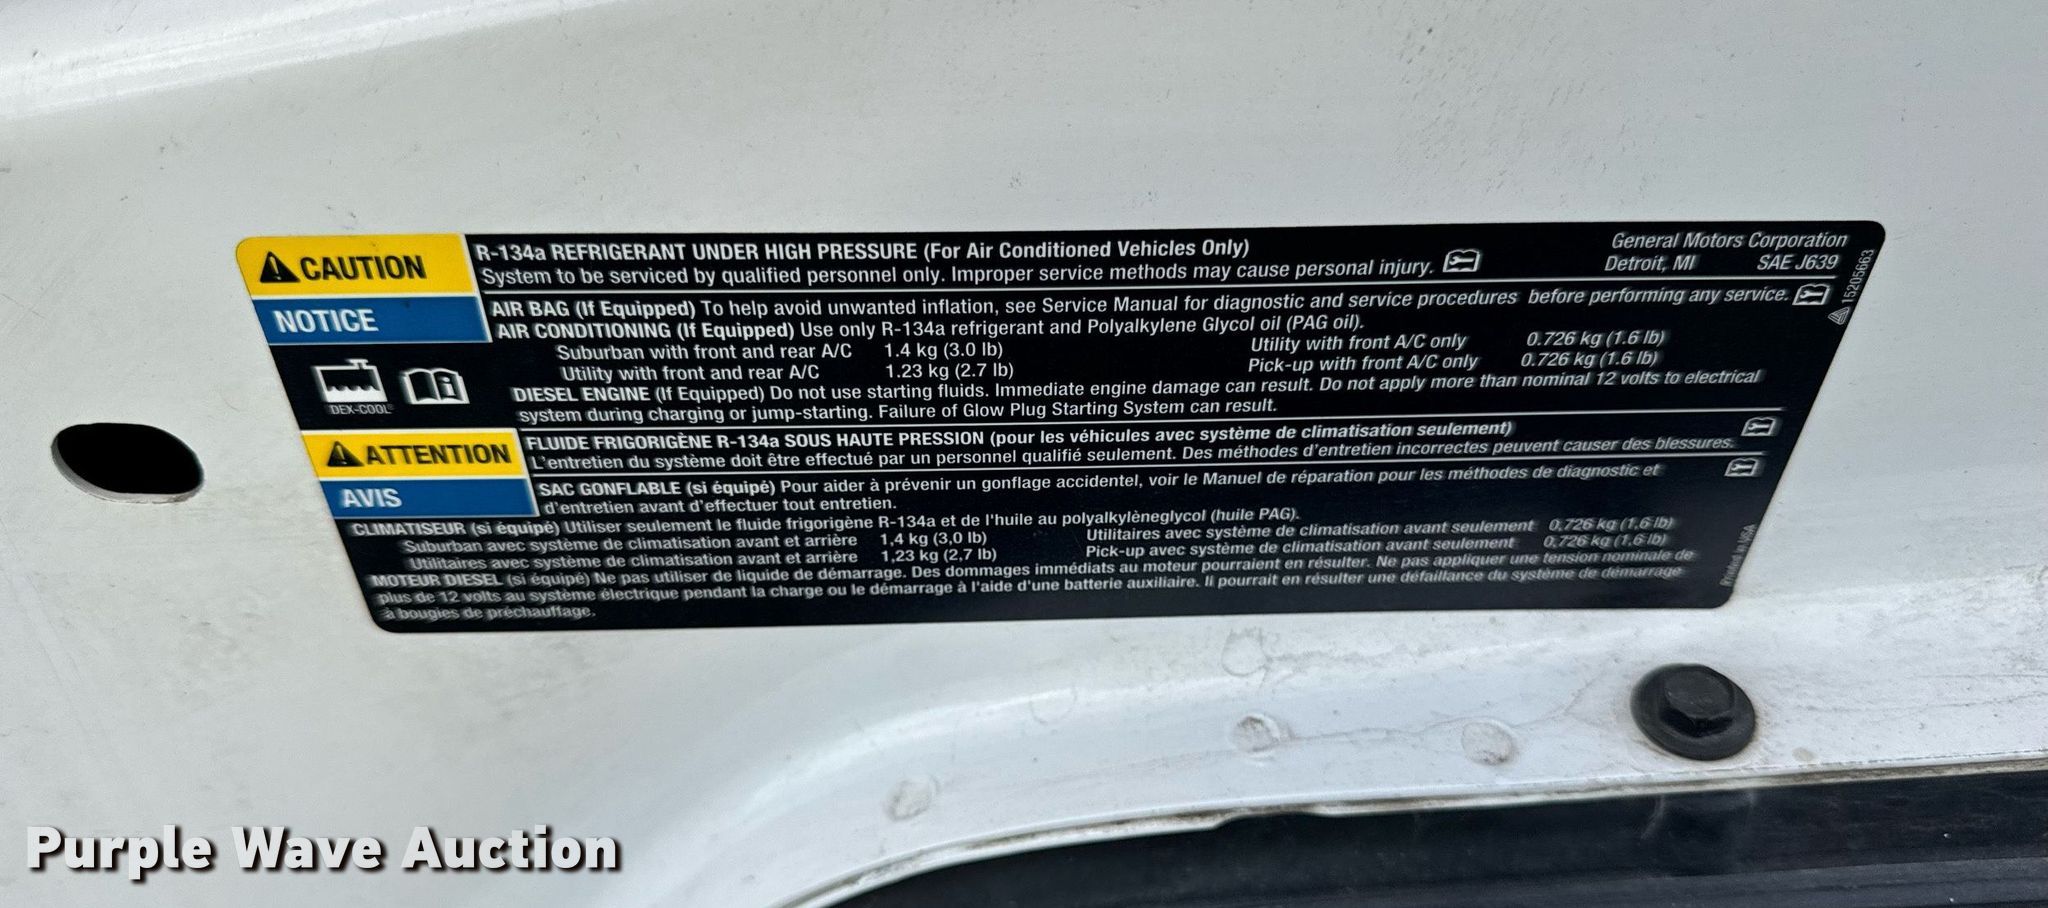 CAUTION
R-134a REFRIGERANT UNDER HIGH PRESSURE (For Air Conditioned Vehicles Only)
System to be serviced by qualified personnel only. Improper service methods may cause personal injury.
General Motors Corporation
Detroit, MI SAE J639
15205663
NOTICE
AIR BAG (If Equipped) To help avoid unwanted inflation, see Service Manual for diagnostic and service procedures before performing any service.
AIR CONDITIONING (If Equipped) Use only R-134a refrigerant and Polyalkylene Glycol oil (PAG oil).
Suburban with front and rear A/C 1.4 kg (3.0 lb) Utility with front A/C only 0.726 kg (1.6 lb)
Utility with front and rear A/C 1.23 kg (2.7 lb) Pick-up with front A/C only 0.726 kg (1.6 lb)
DEX-COOL®
DIESEL ENGINE (If Equipped) Do not use starting fluids. Immediate engine damage can result. Do not apply more than nominal 12 volts to electrical
system during charging or jump-starting. Failure of Glow Plug Starting System can result.
ATTENTION
FLUIDE FRIGORIGÈNE R-134a SOUS HAUTE PRESSION (pour les véhicules avec système de climatisation seulement)
L'entretien du système doit être effectué par un personnel qualifié seulement. Des méthodes d'entretien incorrectes peuvent causer des blessures.
AVIS
SAC GONFLABLE (si équipé) Pour aider à prévenir un gonflage accidentel, voir le Manuel de réparation pour les méthodes de diagnostic et
d'entretien avant d'effectuer tout entretien.
CLIMATISEUR (si équipé) Utiliser seulement le fluide frigorigène R-134a et de l'huile au polyalkylèneglycol (huile PAG).
Suburban avec système de climatisation avant et arrière 1,4 kg (3,0 lb) Utilitaires avec système de climatisation avant seulement 0,726 kg (1,6 lb)
Utilitaires avec système de climatisation avant et arrière 1,23 kg (2,7 lb) Pick-up avec système de climatisation avant seulement 0,726 kg (1,6 lb)
MOTEUR DIESEL (si équipé) Ne pas utiliser de liquide de démarrage. Des dommages immédiats au moteur pourraient en résulter. Ne pas appliquer une tension nominale de
plus de 12 volts au système électrique pendant la charge ou le démarrage à l'aide d'une batterie auxiliaire. Il pourrait en résulter une défaillance du système de démarrage
à bougies de préchauffage.
Printed in USA
Purple Wave Auction